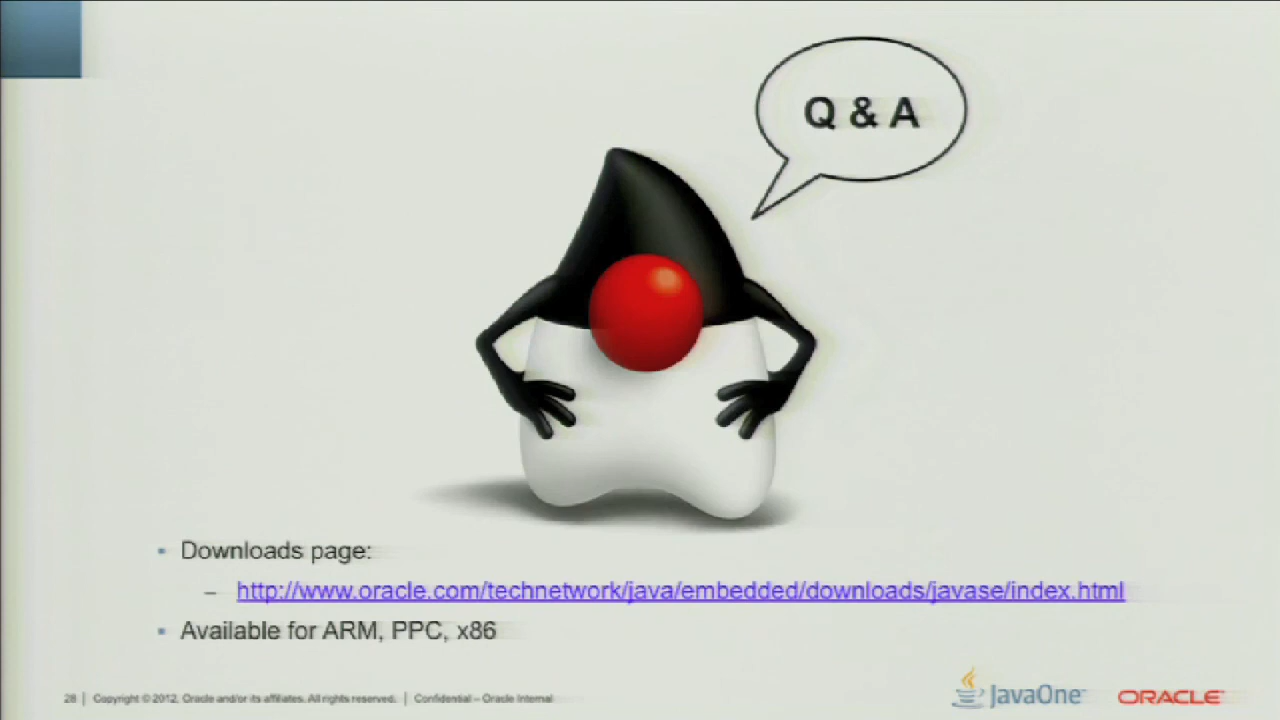 Q & A
Downloads page:
http://www.oracle.com/technetwork/java/embedded/downloads/javase/index.html
Available for ARM, PPC, x86
28 | Copyright © 2012, Oracle and/or its affiliates. All rights reserved. | Confidential – Oracle Internal
JavaOne
ORACLE